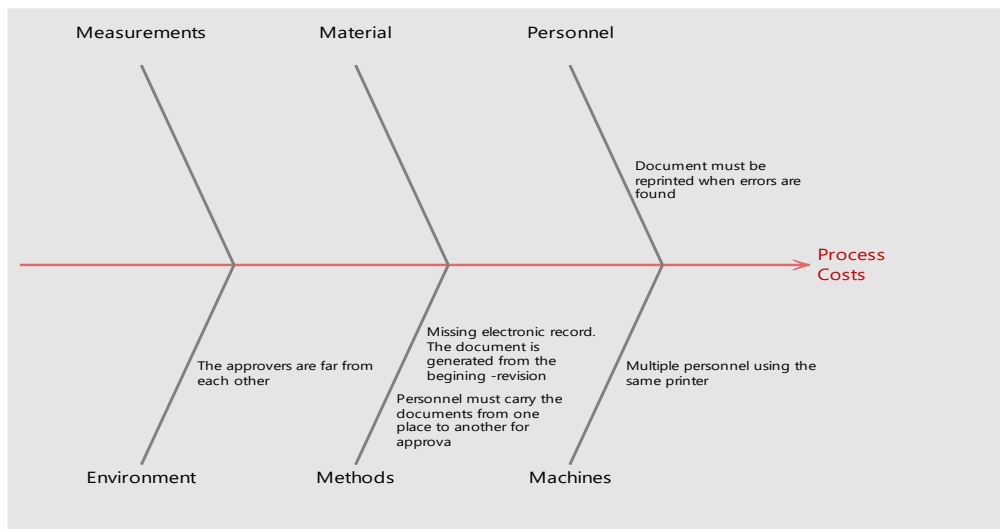 Measurements
Material
Personnel
Document must be
reprinted when errors are
found
Process
Costs
Missing electronic record.
The document is
generated from the
begining -revision
The approvers are far from
each other
Multiple personnel using the
same printer
Personnel must carry the
documents from one
place to another for
approva
Environment
Methods
Machines